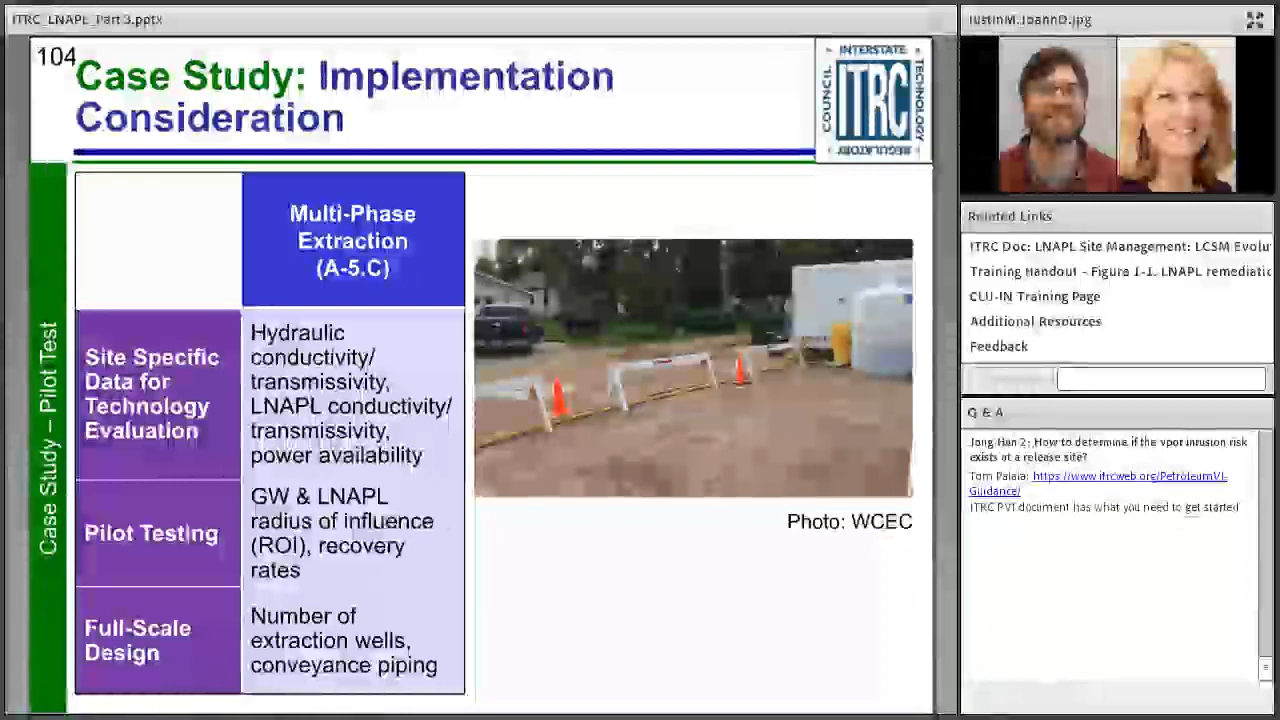 ITRC_LNAPL_Part 3.pptx
104
Case Study: Implementation
Consideration
INTERSTATE
COUNCIL
ITRC
TECHNOLOGY
REGULATORY
Case Study – Pilot Test
Multi-Phase
Extraction
(A-5.C)
Site Specific
Data for
Technology
Evaluation
Hydraulic
conductivity/
transmissivity,
LNAPL conductivity/
transmissivity,
power availability
Pilot Testing
GW & LNAPL
radius of influence
(ROI), recovery
rates
Full-Scale
Design
Number of
extraction wells,
conveyance piping
Photo: WCEC
JustinM.JoannD.jpg
Related Links
ITRC Doc: LNAPL Site Management: LCSM Evolu
Training Handout - Figure 1-1. LNAPL remediatic
CLU-IN Training Page
Additional Resources
Feedback
Q & A
Jong Han 2: How to determine if the vpor intrusion risk
exists at a release site?
Tom Palaia: https://www.itrcweb.org/PetroleumVI-
Guidance/
ITRC PVI document has what you need to get started